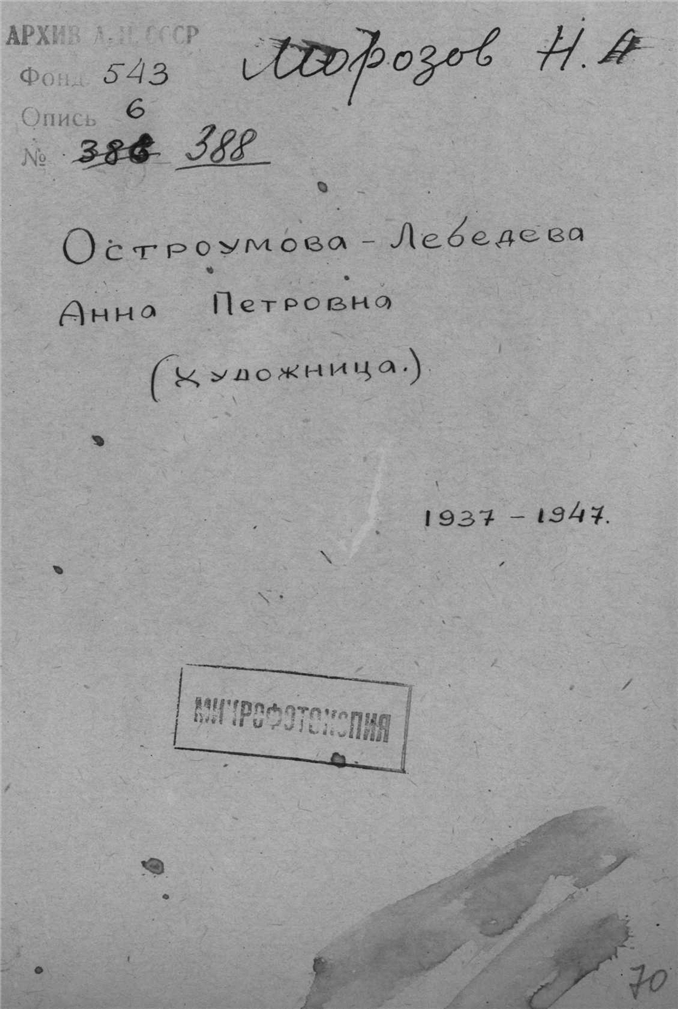 АРХИВ А.Н. СССР
Морозов Н.А
Фонд 543
Опись 6
№ 386 388
Остроумова - Лебедева
Анна Петровна
(Художница.)
1937 - 1947.
МИКРОФОТОКОПИЯ
70